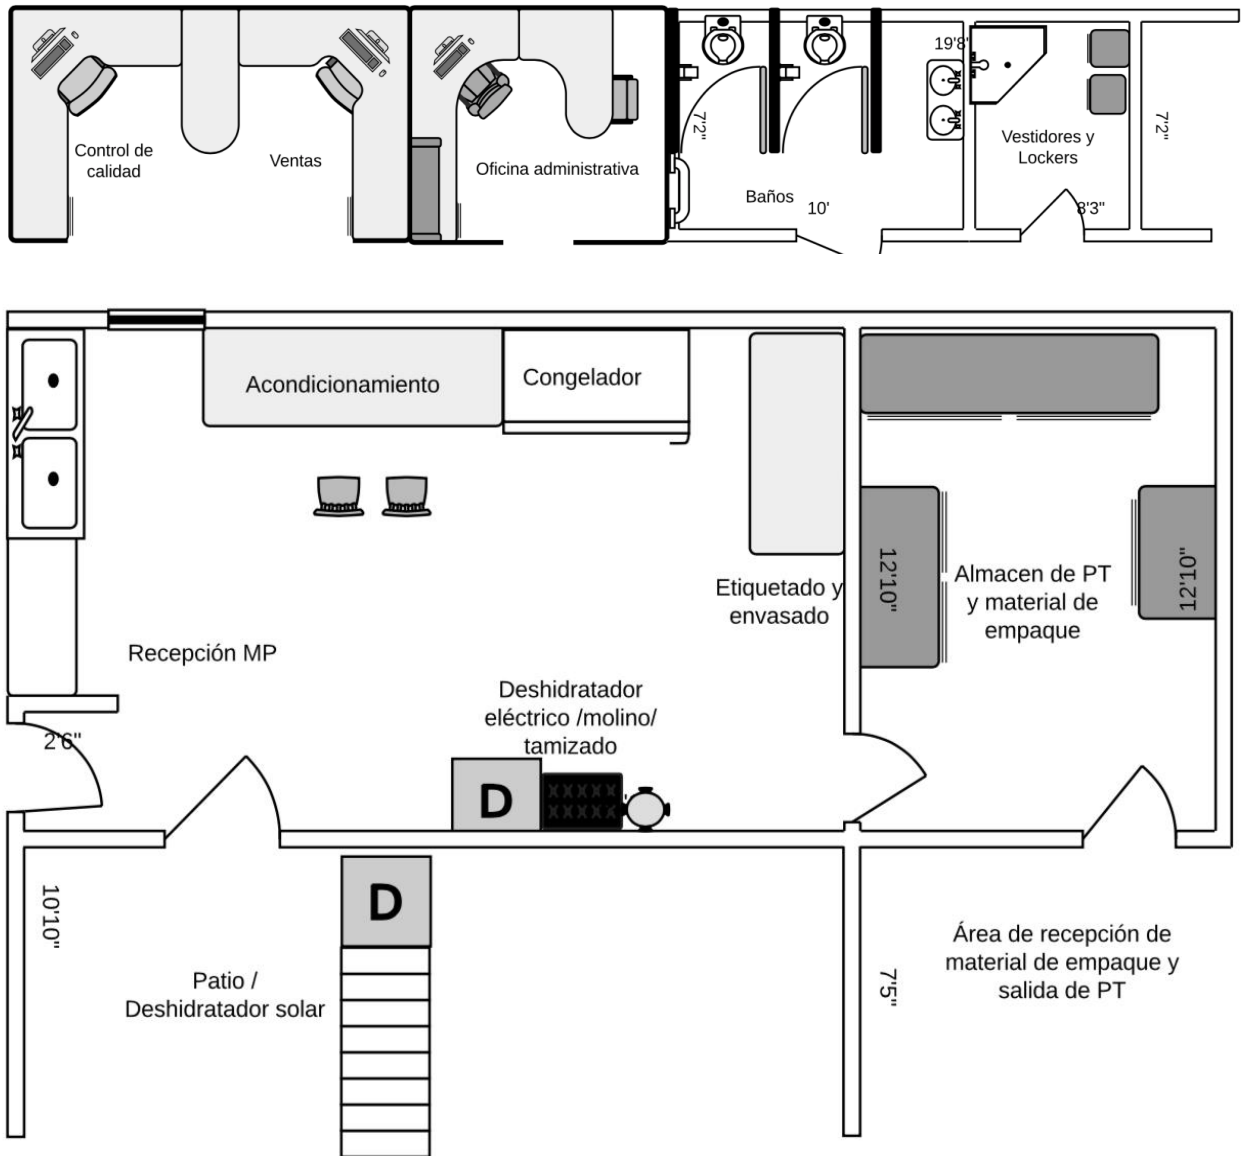 19'8"
Control de
calidad
Ventas
Oficina administrativa
7'2"
Baños
10'
Vestidores y
Lockers
8'3"
7'2"
Acondicionamiento
Congelador
Etiquetado y
envasado
12'10"
Almacen de PT
y material de
empaque
12'10"
Recepción MP
Deshidratador
eléctrico /molino/
tamizado
2'6"
D
D
10'10"
Patio /
Deshidratador solar
7'5"
Área de recepción de
material de empaque y
salida de PT